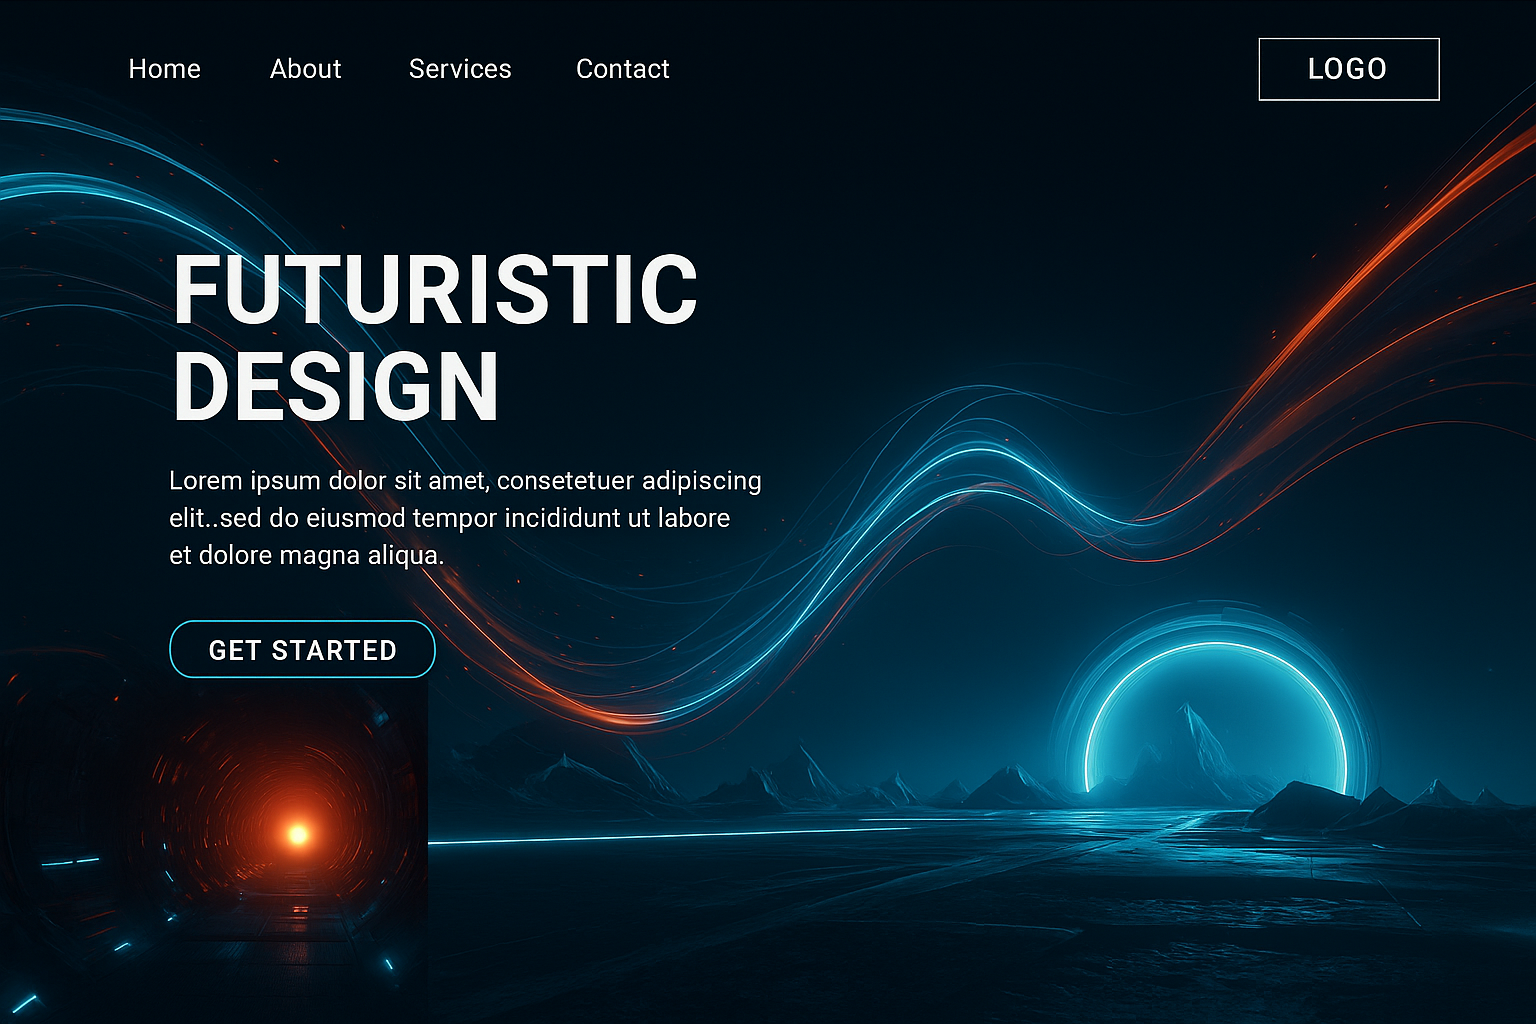 Home About Services Contact LOGO
FUTURISTIC
DESIGN
Lorem ipsum dolor sit amet, consetetuer adipiscing
elit..sed do eiusmod tempor incididunt ut labore
et dolore magna aliqua.
GET STARTED